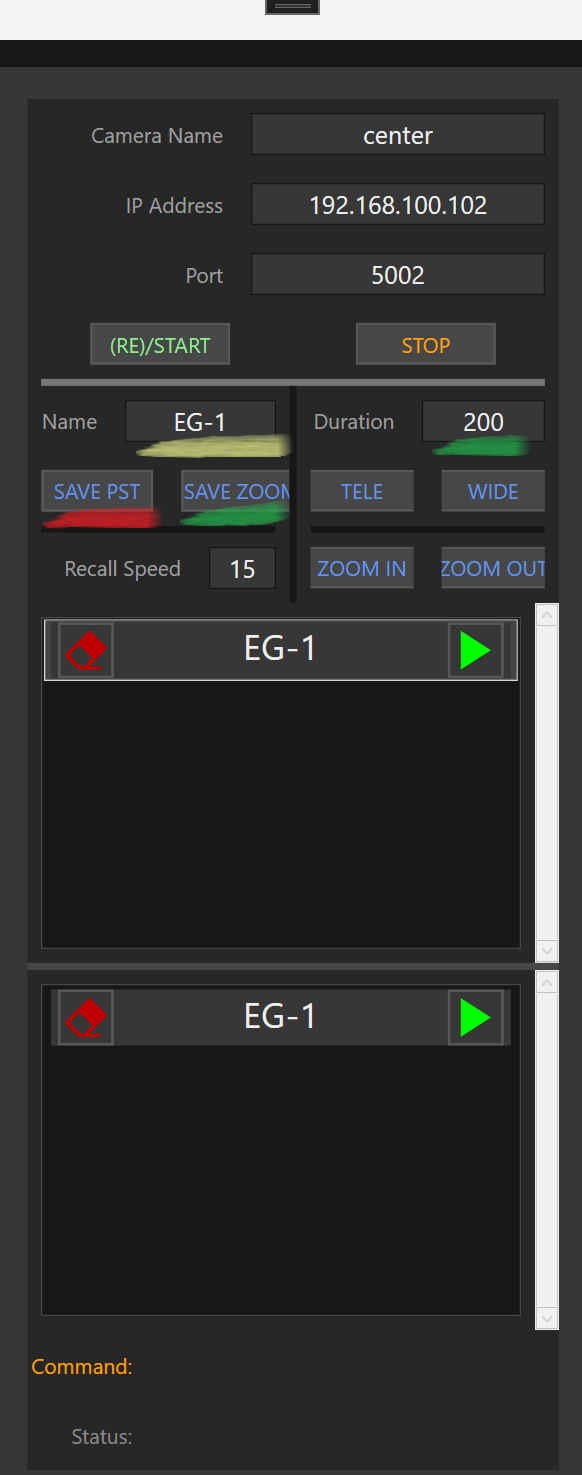 Camera Name center
IP Address 192.168.100.102
Port 5002
(RE)/START STOP
Name EG-1 Duration 200
SAVE PST SAVE ZOOM TELE WIDE
Recall Speed 15 ZOOM IN ZOOM OUT
EG-1
EG-1
Command:
Status: